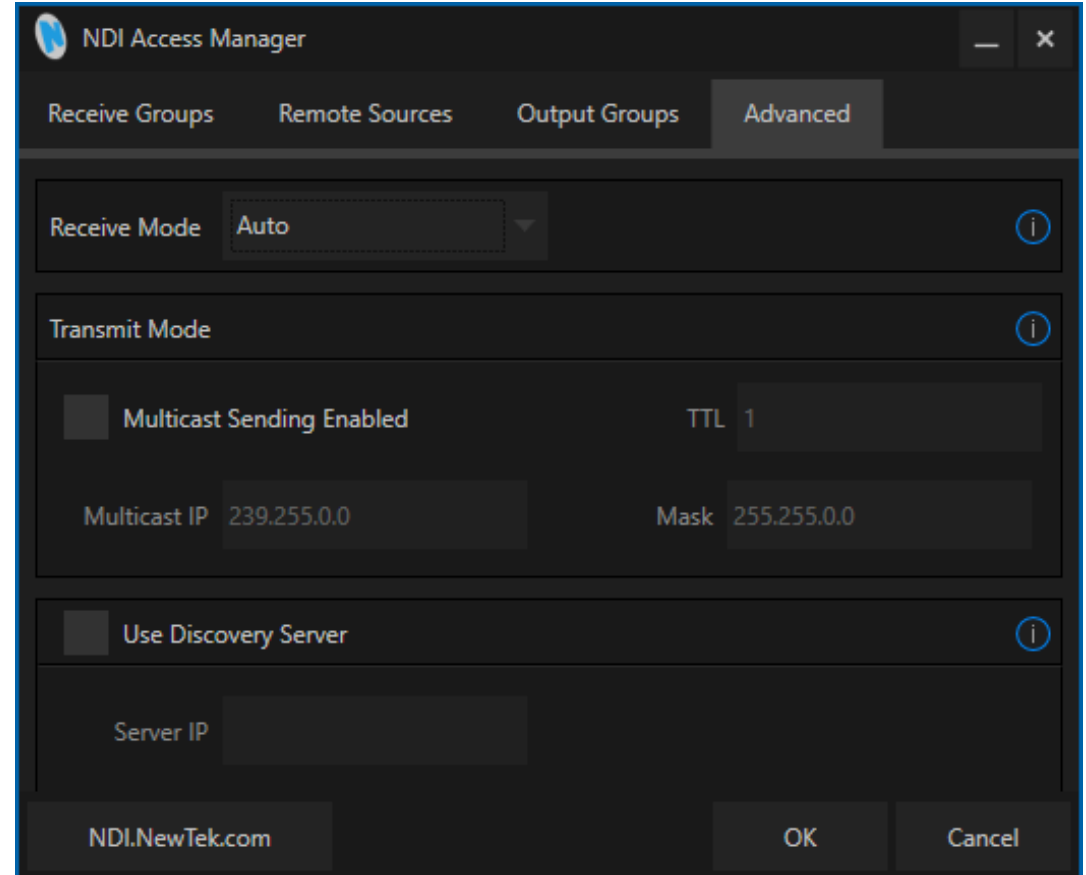 NDI Access Manager
Receive Groups Remote Sources Output Groups Advanced
Receive Mode Auto
Transmit Mode
Multicast Sending Enabled TTL 1
Multicast IP 239.255.0.0 Mask 255.255.0.0
Use Discovery Server
Server IP
NDI.NewTek.com OK Cancel